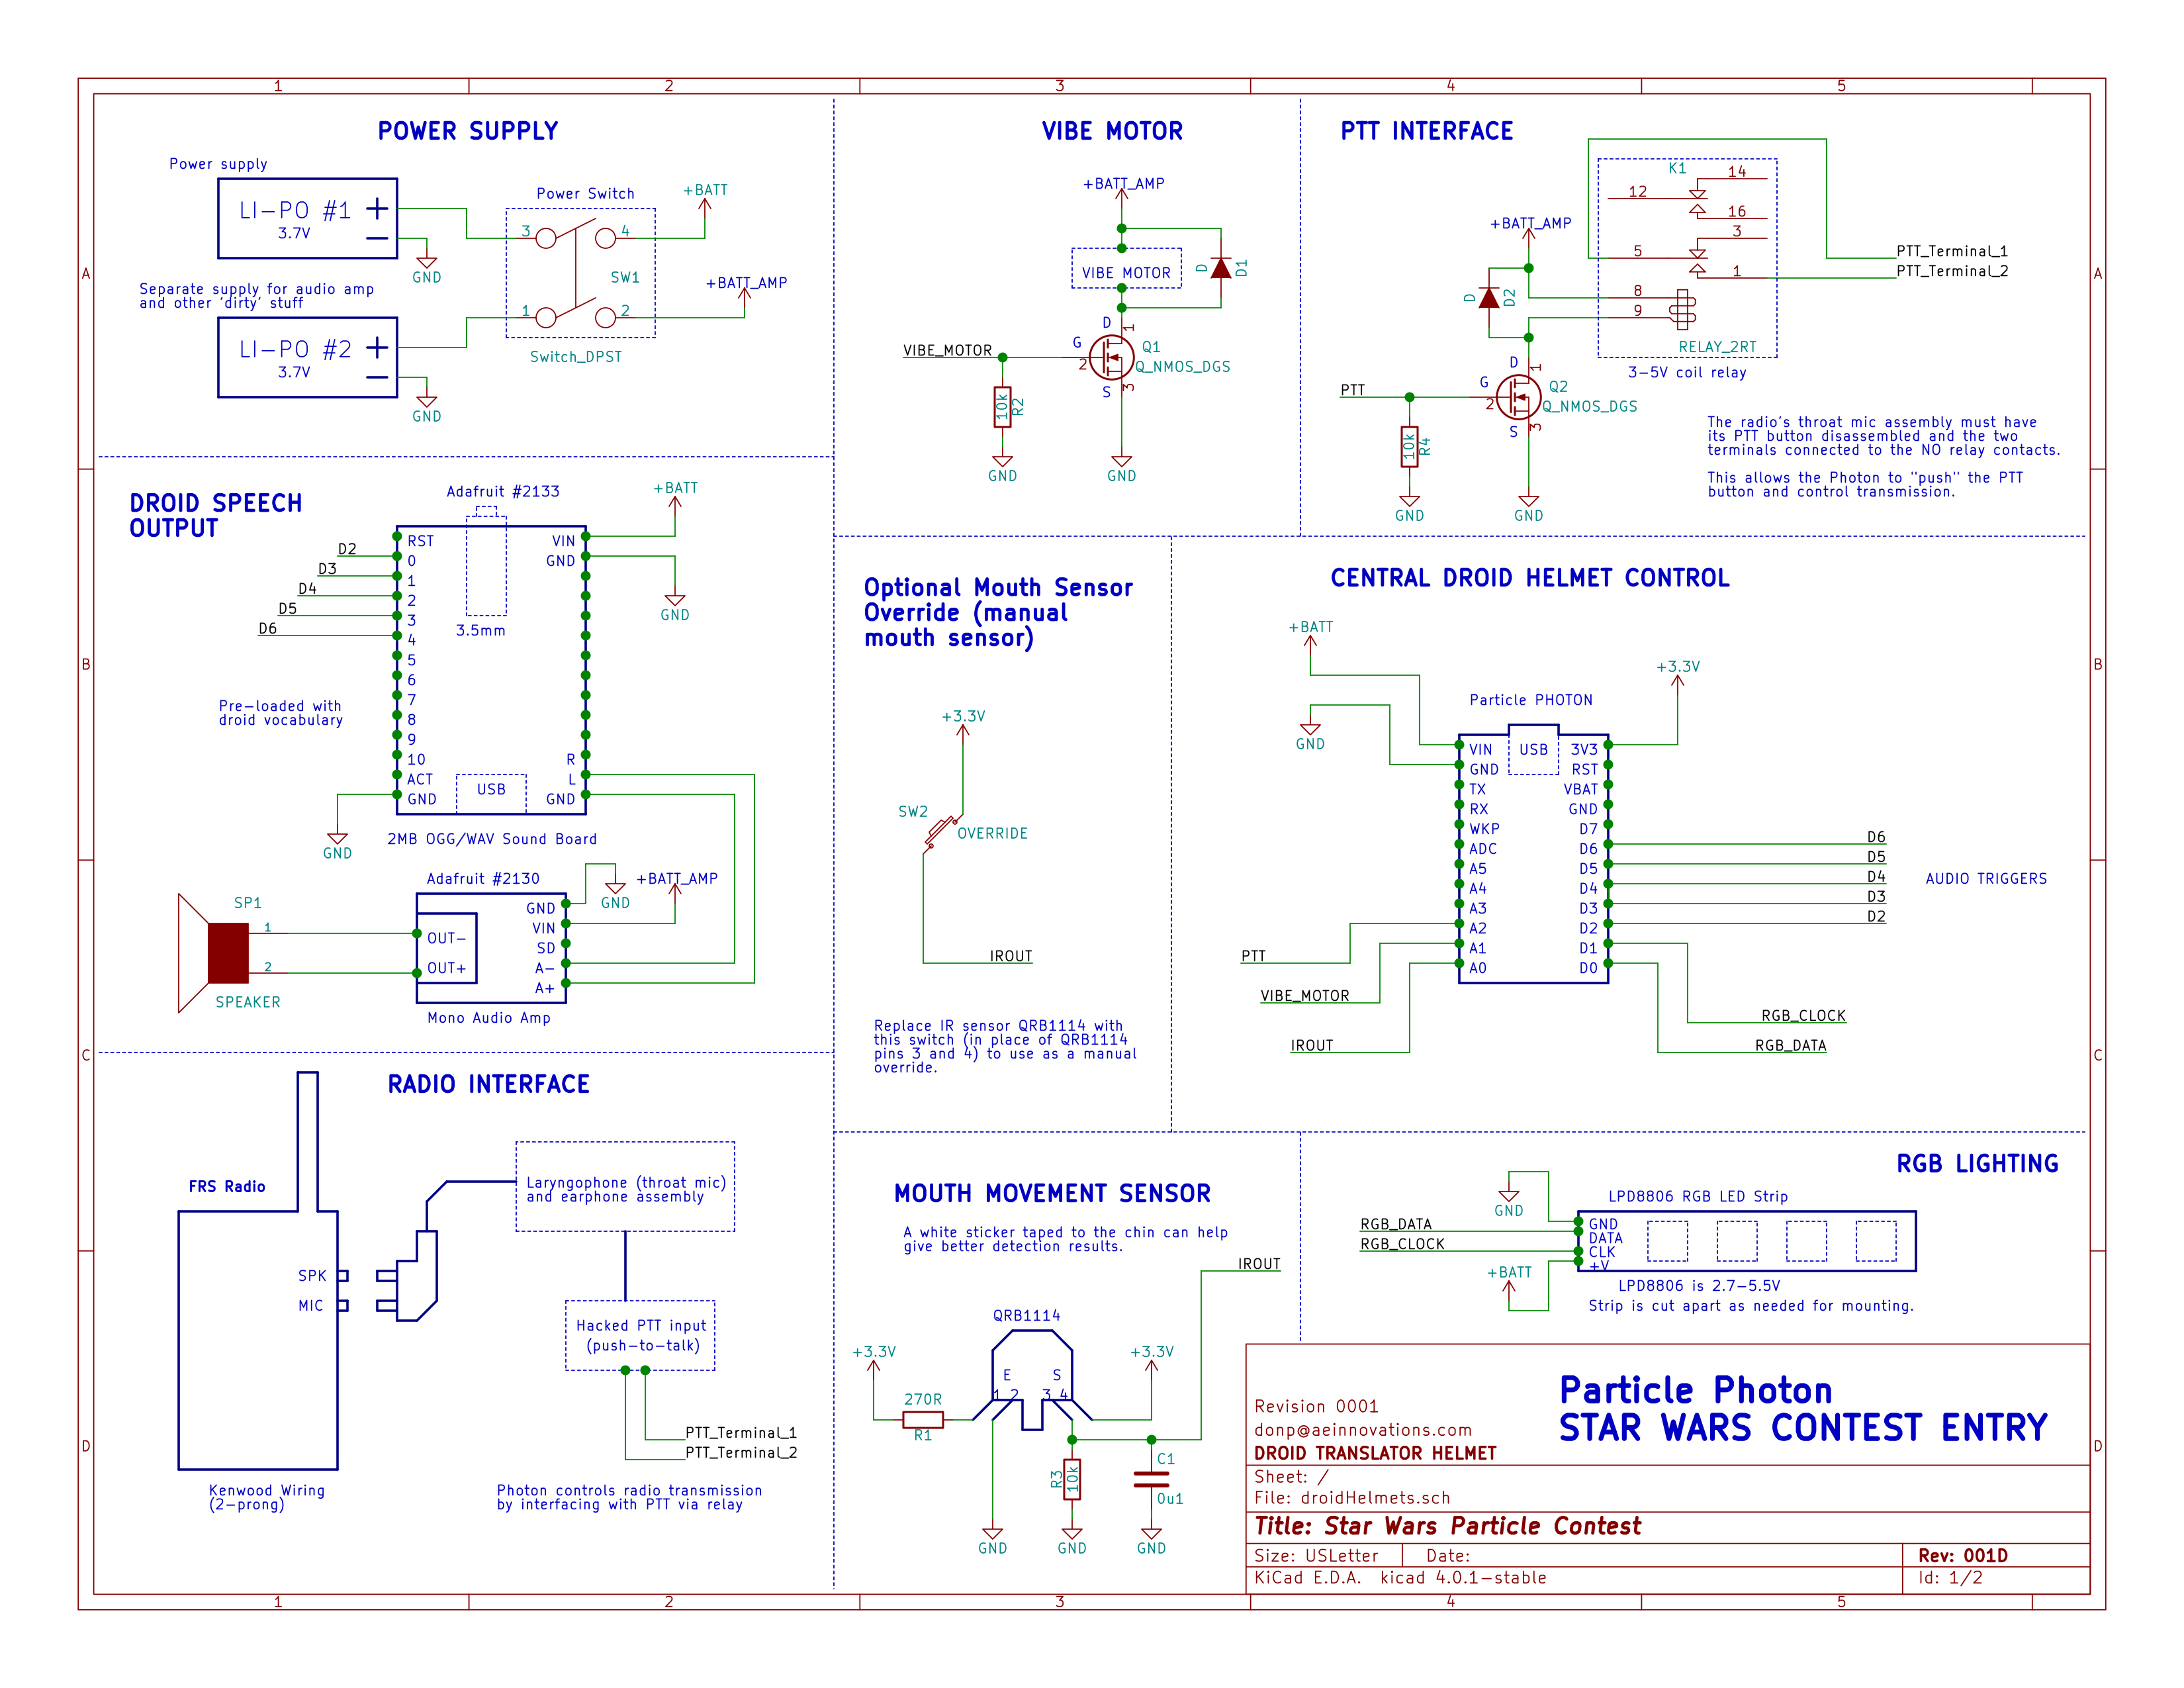 1 2 3 4 5
A
B
C
D
POWER SUPPLY
Power supply
LI-PO #1
3.7V
+
−
GND
Separate supply for audio amp
and other 'dirty' stuff
LI-PO #2
3.7V
+
−
GND
Power Switch
3 4
SW1
1 2
Switch_DPST
+BATT
+BATT_AMP
VIBE MOTOR
+BATT_AMP
VIBE MOTOR
D D1
D 1
G
2
Q1
Q_NMOS_DGS
S 3
VIBE_MOTOR
10k R2
GND
GND
PTT INTERFACE
K1
14
12
16
3
5
1
8
9
RELAY_2RT
3-5V coil relay
PTT_Terminal_1
PTT_Terminal_2
+BATT_AMP
D D2
D 1
G
2
Q2
Q_NMOS_DGS
S 3
PTT
10k R4
GND
GND
The radio's throat mic assembly must have
its PTT button disassembled and the two
terminals connected to the NO relay contacts.
This allows the Photon to "push" the PTT
button and control transmission.
DROID SPEECH
OUTPUT
Adafruit #2133
+BATT
D2
D3
D4
D5
D6
RST
0
1
2
3
4
5
6
7
8
9
10
ACT
GND
VIN
GND
R
L
GND
3.5mm
USB
GND
Pre-loaded with
droid vocabulary
GND
2MB OGG/WAV Sound Board
Adafruit #2130
GND
+BATT_AMP
SP1
1
2
SPEAKER
OUT-
OUT+
GND
VIN
SD
A-
A+
Mono Audio Amp
Optional Mouth Sensor
Override (manual
mouth sensor)
+3.3V
SW2
OVERRIDE
IROUT
Replace IR sensor QRB1114 with
this switch (in place of QRB1114
pins 3 and 4) to use as a manual
override.
CENTRAL DROID HELMET CONTROL
+BATT
GND
+3.3V
Particle PHOTON
USB
VIN
GND
TX
RX
WKP
ADC
A5
A4
A3
A2
A1
A0
3V3
RST
VBAT
GND
D7
D6
D5
D4
D3
D2
D1
D0
D6
D5
D4
D3
D2
AUDIO TRIGGERS
PTT
VIBE_MOTOR
IROUT
RGB_CLOCK
RGB_DATA
RADIO INTERFACE
FRS Radio
SPK
MIC
Laryngophone (throat mic)
and earphone assembly
Hacked PTT input
(push-to-talk)
PTT_Terminal_1
PTT_Terminal_2
Kenwood Wiring
(2-prong)
Photon controls radio transmission
by interfacing with PTT via relay
MOUTH MOVEMENT SENSOR
A white sticker taped to the chin can help
give better detection results.
IROUT
QRB1114
+3.3V
+3.3V
E S
1 2 3 4
270R
R1
R3 10k
C1
0u1
GND
GND
GND
RGB LIGHTING
GND
LPD8806 RGB LED Strip
RGB_DATA
RGB_CLOCK
GND
DATA
CLK
+V
+BATT
LPD8806 is 2.7-5.5V
Strip is cut apart as needed for mounting.
Particle Photon
STAR WARS CONTEST ENTRY
Revision 0001
donp@aeinnovations.com
DROID TRANSLATOR HELMET
Sheet: /
File: droidHelmets.sch
Title: Star Wars Particle Contest
Size: USLetter Date: Rev: 001D
KiCad E.D.A. kicad 4.0.1-stable Id: 1/2
A
B
C
D
1 2 3 4 5